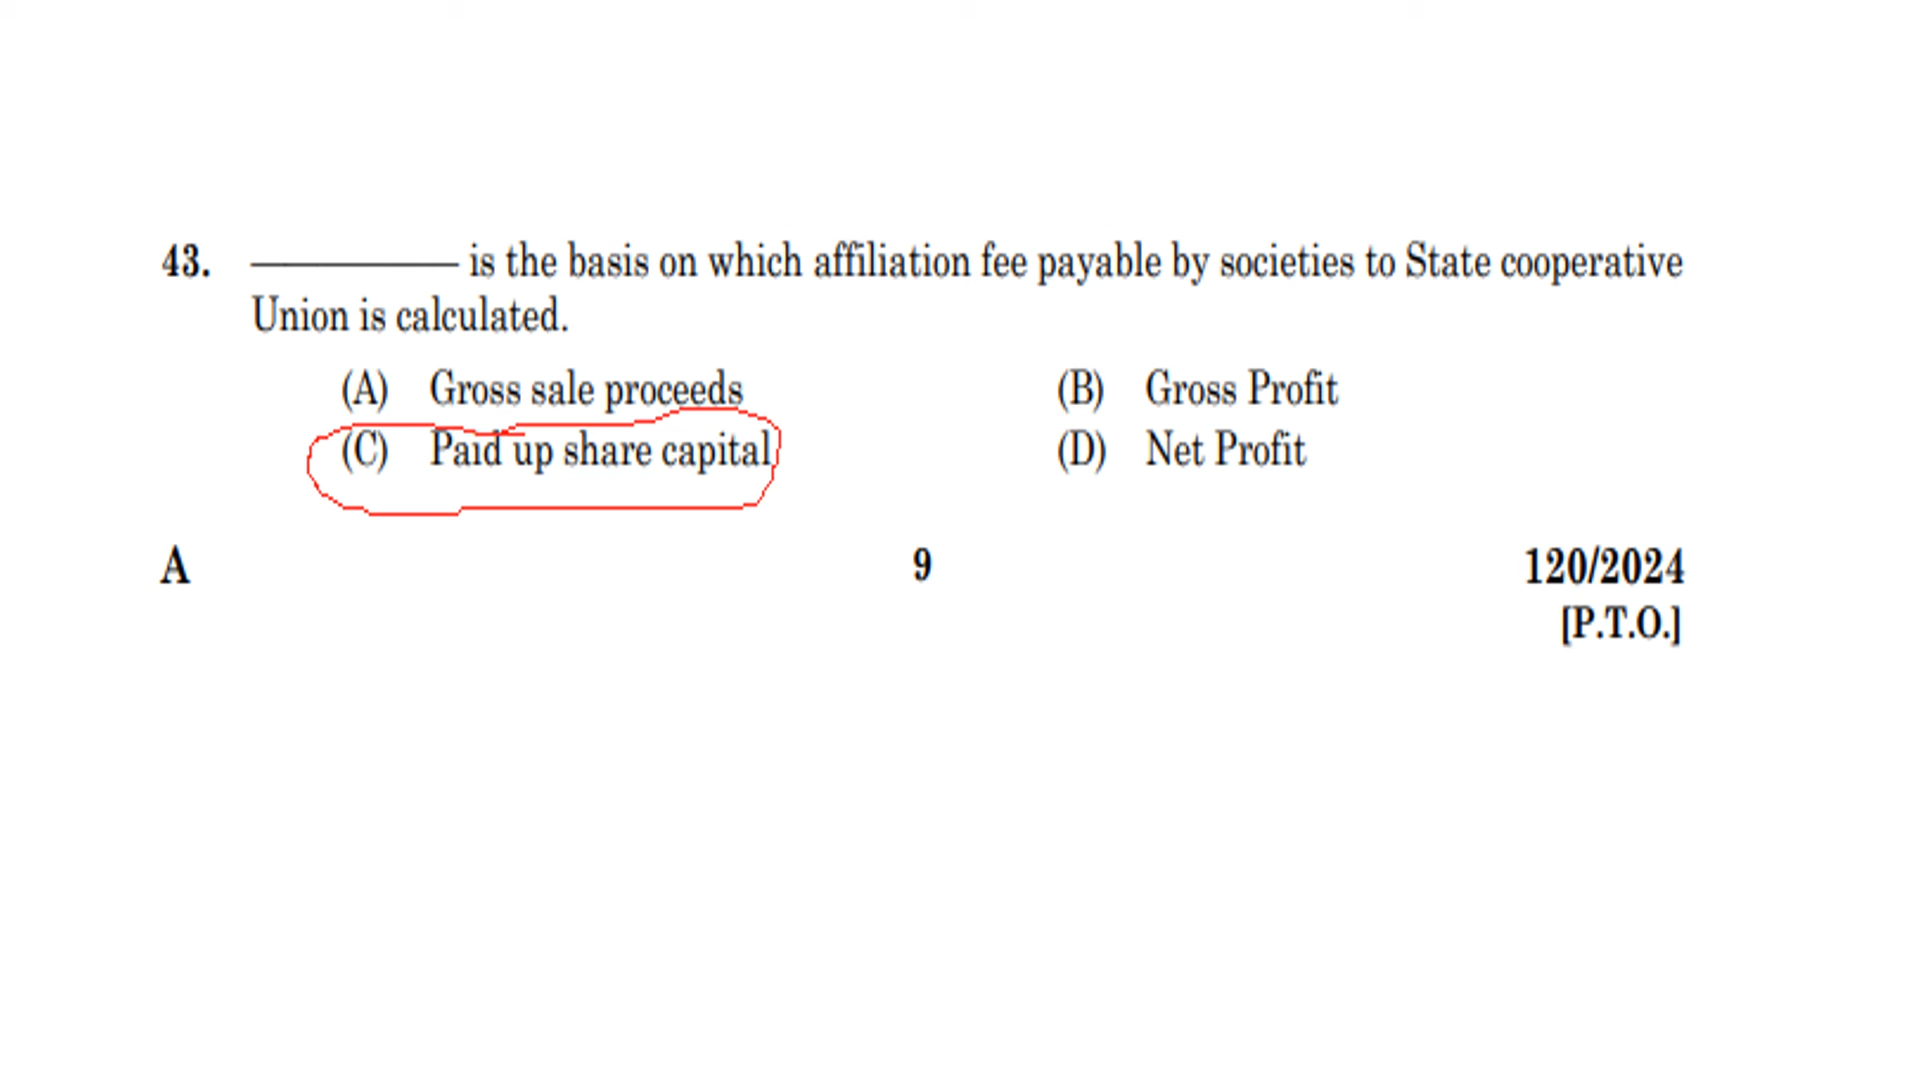 43. ________ is the basis on which affiliation fee payable by societies to State cooperative
Union is calculated.
(A) Gross sale proceeds (B) Gross Profit
(C) Paid up share capital (D) Net Profit
A 9 120/2024
[P.T.O.]